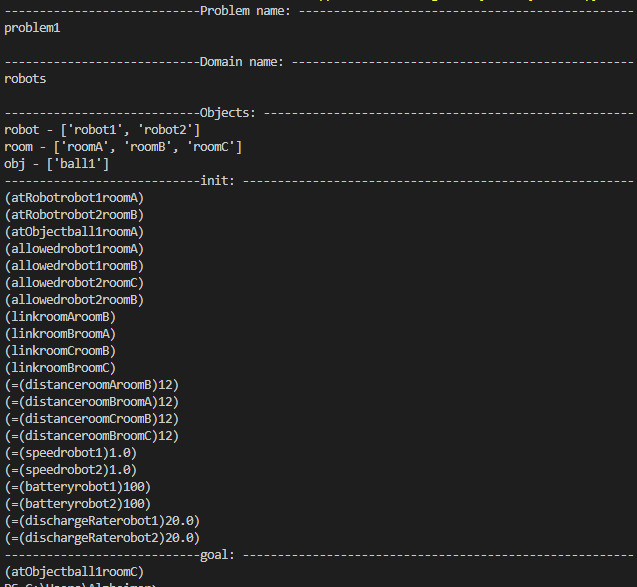 ---------------------------Problem name: ----------------------------------------------
problem1
---------------------------Domain name: -----------------------------------------------
robots
---------------------------Objects: ---------------------------------------------------
robot - ['robot1', 'robot2']
room - ['roomA', 'roomB', 'roomC']
obj - ['ball1']
---------------------------init: ------------------------------------------------------
(atRobotrobot1roomA)
(atRobotrobot2roomB)
(atObjectball1roomA)
(allowedrobot1roomA)
(allowedrobot1roomB)
(allowedrobot2roomC)
(allowedrobot2roomB)
(linkroomAroomB)
(linkroomBroomA)
(linkroomCroomB)
(linkroomBroomC)
(=(distanceroomAroomB)12)
(=(distanceroomBroomA)12)
(=(distanceroomCroomB)12)
(=(distanceroomBroomC)12)
(=(speedrobot1)1.0)
(=(speedrobot2)1.0)
(=(batteryrobot1)100)
(=(batteryrobot2)100)
(=(dischargeRaterobot1)20.0)
(=(dischargeRaterobot2)20.0)
---------------------------goal: ------------------------------------------------------
(atObjectball1roomC)